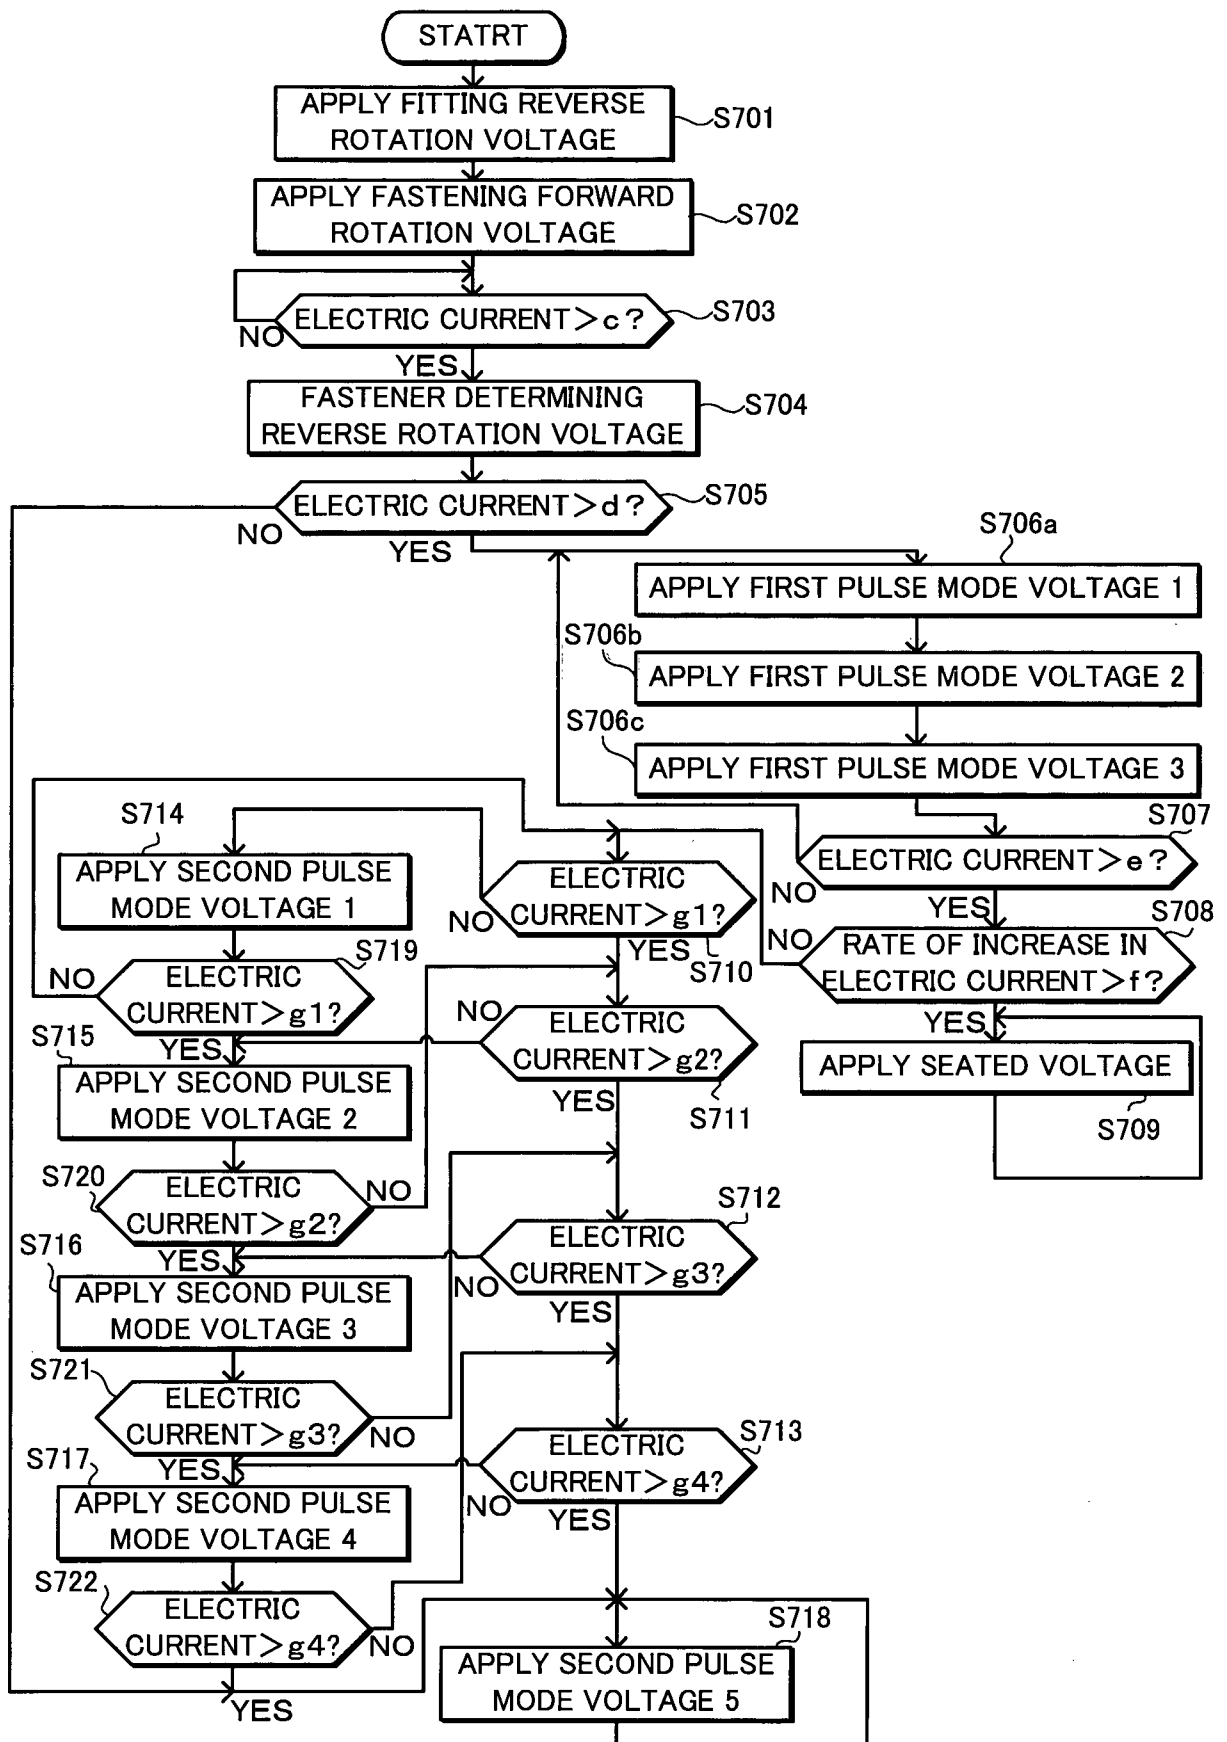 STATRT
APPLY FITTING REVERSE
ROTATION VOLTAGE
S701
APPLY FASTENING FORWARD
ROTATION VOLTAGE
S702
ELECTRIC CURRENT>c?
S703
NO
YES
FASTENER DETERMINING
REVERSE ROTATION VOLTAGE
S704
ELECTRIC CURRENT>d?
S705
NO
YES
S706a
APPLY FIRST PULSE MODE VOLTAGE 1
S706b
APPLY FIRST PULSE MODE VOLTAGE 2
S706c
APPLY FIRST PULSE MODE VOLTAGE 3
S707
ELECTRIC CURRENT>e?
NO
YES
S708
RATE OF INCREASE IN
ELECTRIC CURRENT>f?
NO
YES
APPLY SEATED VOLTAGE
S709
ELECTRIC
CURRENT>g1?
NO
YES
S710
S714
APPLY SECOND PULSE
MODE VOLTAGE 1
S719
ELECTRIC
CURRENT>g1?
NO
YES
ELECTRIC
CURRENT>g2?
NO
YES
S711
S715
APPLY SECOND PULSE
MODE VOLTAGE 2
S720
ELECTRIC
CURRENT>g2?
NO
YES
S712
ELECTRIC
CURRENT>g3?
NO
YES
S716
APPLY SECOND PULSE
MODE VOLTAGE 3
S721
ELECTRIC
CURRENT>g3?
NO
YES
S713
ELECTRIC
CURRENT>g4?
NO
YES
S717
APPLY SECOND PULSE
MODE VOLTAGE 4
S722
ELECTRIC
CURRENT>g4?
NO
YES
S718
APPLY SECOND PULSE
MODE VOLTAGE 5